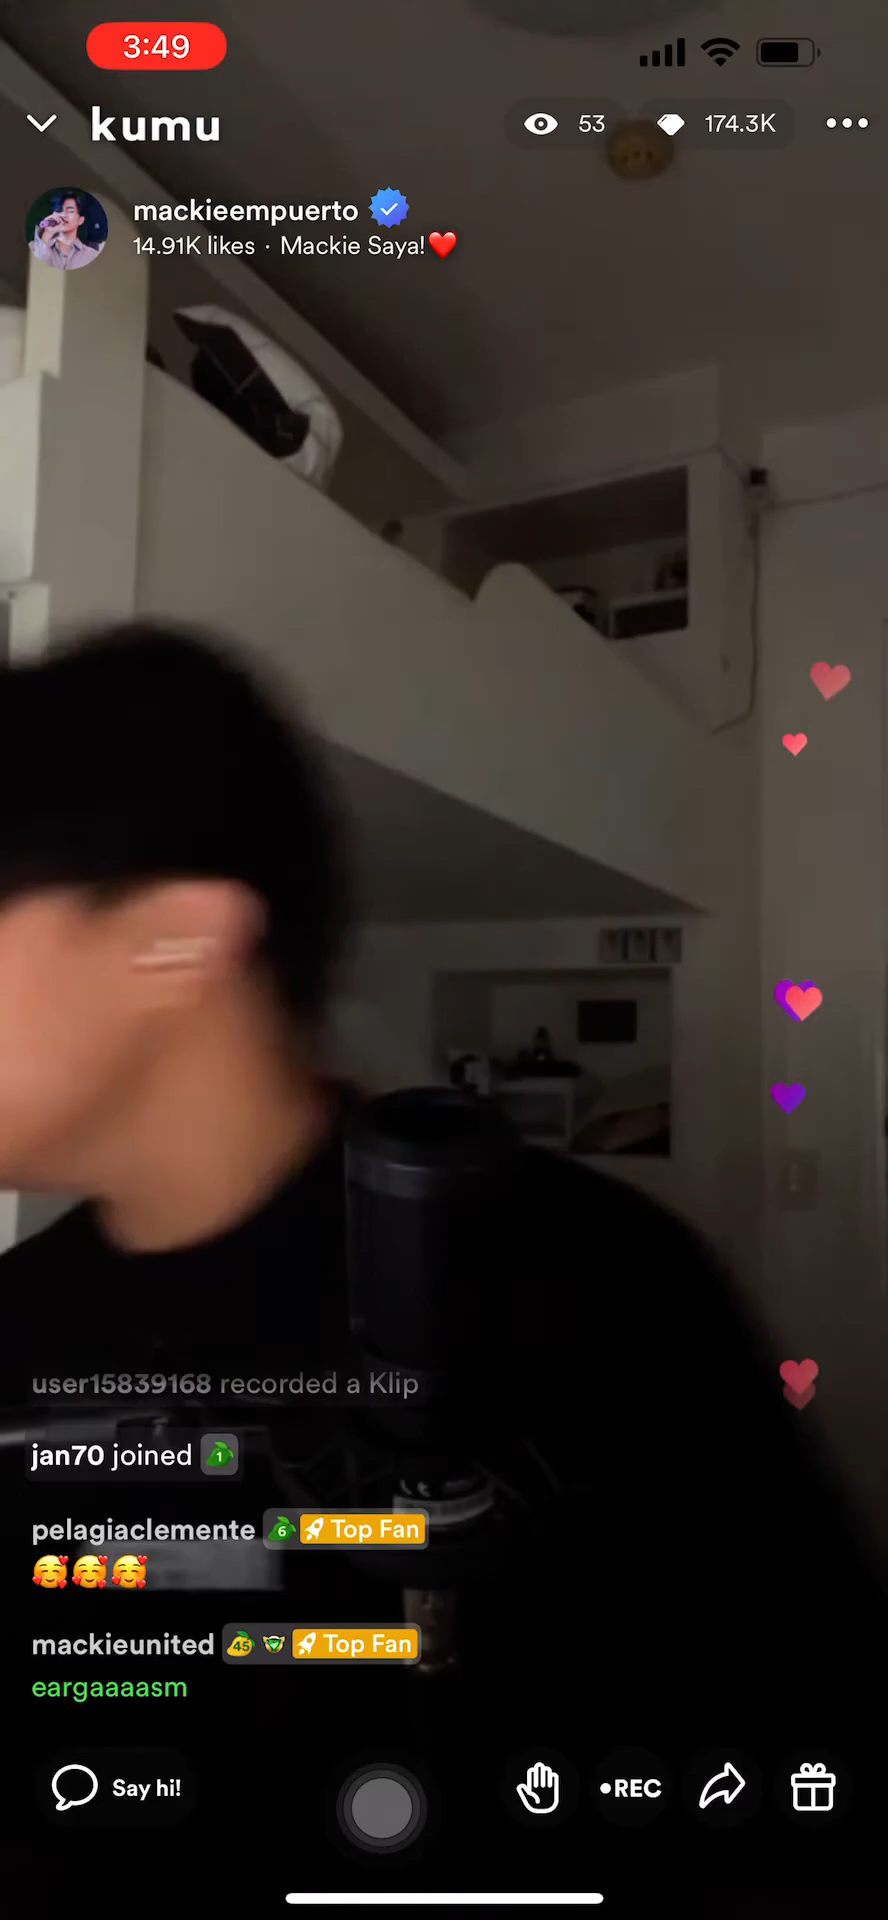 3:49
kumu
53
174.3K
mackieempuerto
14.91K likes · Mackie Saya!❤️
user15839168 recorded a Klip
jan70 joined 1
pelagiaclemente 6 Top Fan
🥰🥰🥰
mackieunited 45 Top Fan
eargaaaasm
Say hi!
•REC